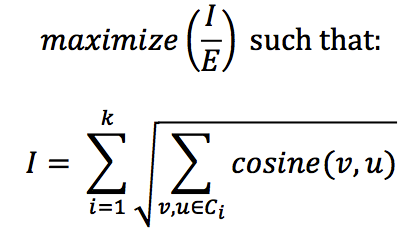 maximize (I/E) such that:
I = ∑_{i=1}^{k} √(∑_{v,u∈C_i} cosine(v,u))